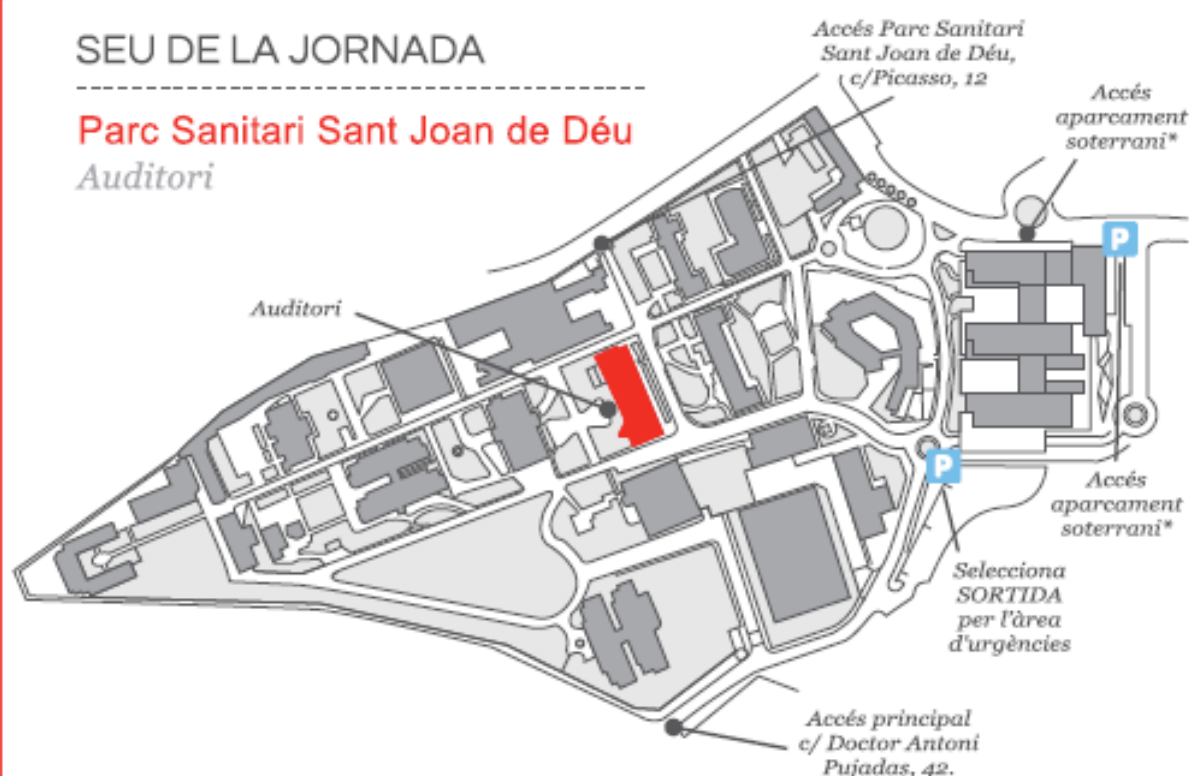 SEU DE LA JORNADA
Parc Sanitari Sant Joan de Déu
Auditori
Accés Parc Sanitari
Sant Joan de Déu,
c/Picasso, 12
Accés
aparcament
soterrani*
P
Auditori
P
Accés
aparcament
soterrani*
Selecciona
SORTIDA
per l'àrea
d'urgències
Accés principal
c/ Doctor Antoni
Pujadas, 42.